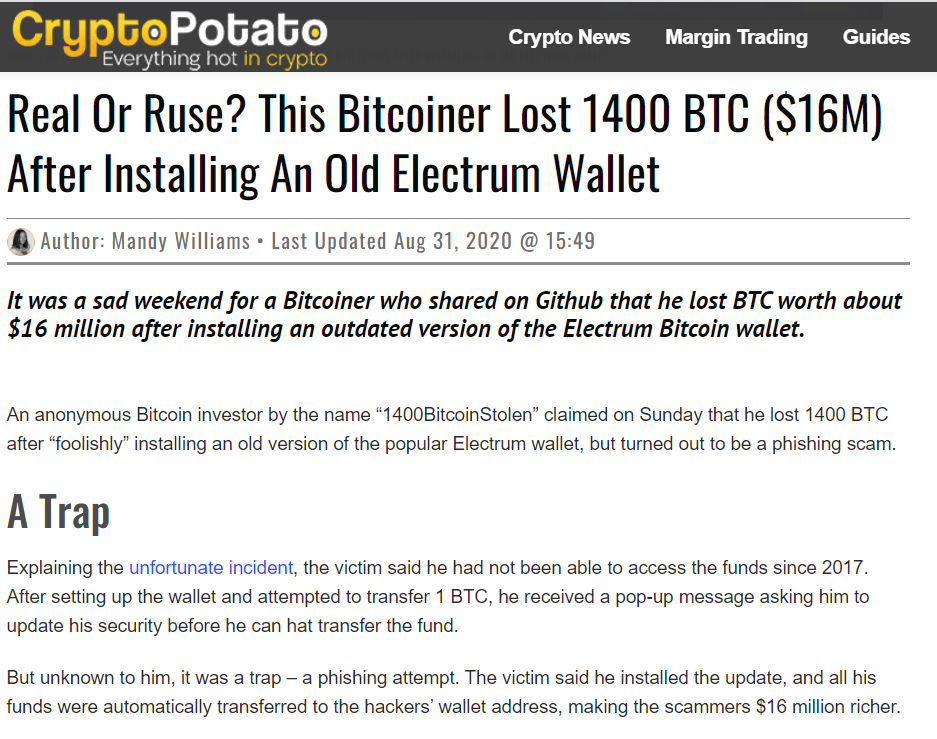 CryptoPotato
Everything hot in crypto
Crypto News Margin Trading Guides
Real Or Ruse? This Bitcoiner Lost 1400 BTC ($16M)
After Installing An Old Electrum Wallet
Author: Mandy Williams • Last Updated Aug 31, 2020 @ 15:49
It was a sad weekend for a Bitcoiner who shared on Github that he lost BTC worth about
$16 million after installing an outdated version of the Electrum Bitcoin wallet.
An anonymous Bitcoin investor by the name “1400BitcoinStolen” claimed on Sunday that he lost 1400 BTC
after “foolishly” installing an old version of the popular Electrum wallet, but turned out to be a phishing scam.
A Trap
Explaining the unfortunate incident, the victim said he had not been able to access the funds since 2017.
After setting up the wallet and attempted to transfer 1 BTC, he received a pop-up message asking him to
update his security before he can hat transfer the fund.
But unknown to him, it was a trap – a phishing attempt. The victim said he installed the update, and all his
funds were automatically transferred to the hackers’ wallet address, making the scammers $16 million richer.